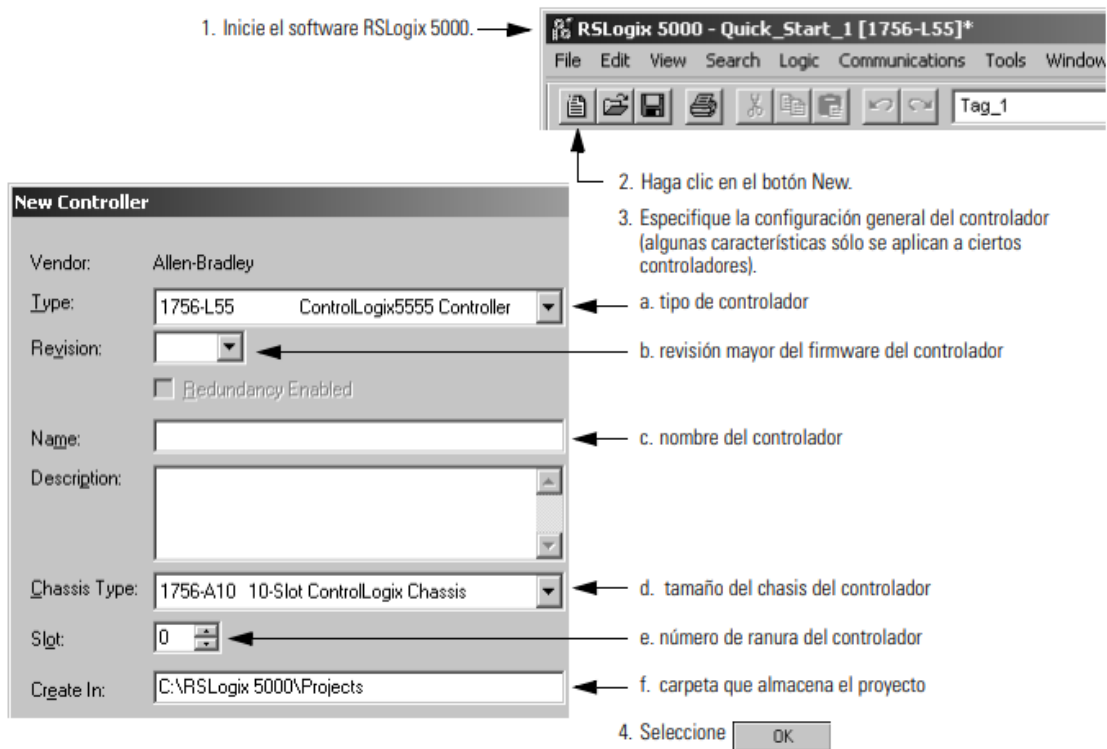 1. Inicie el software RSLogix 5000.
RSLogix 5000 - Quick_Start_1 [1756-L55]*
File Edit View Search Logic Communications Tools Window
Tag_1
2. Haga clic en el botón New.
3. Especifique la configuración general del controlador
(algunas características sólo se aplican a ciertos
controladores).
New Controller
Vendor: Allen-Bradley
Type: 1756-L55 ControlLogix5555 Controller
a. tipo de controlador
Revision:
b. revisión mayor del firmware del controlador
Redundancy Enabled
Name:
c. nombre del controlador
Description:
Chassis Type: 1756-A10 10-Slot ControlLogix Chassis
d. tamaño del chasis del controlador
Slot: 0
e. número de ranura del controlador
Create In: C:\RSLogix 5000\Projects
f. carpeta que almacena el proyecto
4. Seleccione OK